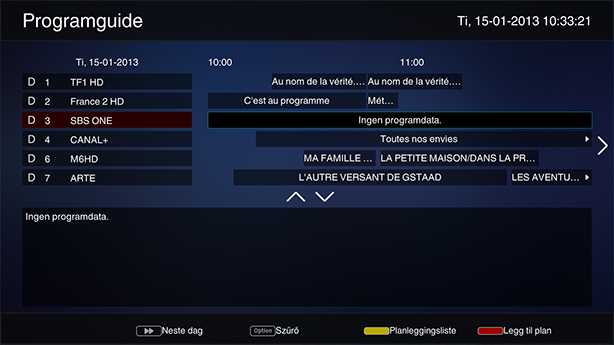 Programguide Ti, 15-01-2013 10:33:21
Ti, 15-01-2013 10:00 11:00
D 1 TF1 HD Au nom de la vérité.... Au nom de la vérité....
D 2 France 2 HD C'est au programme Mét...
D 3 SBS ONE Ingen programdata.
D 4 CANAL+ Toutes nos envies
D 6 M6HD MA FAMILLE ... LA PETITE MAISON/DANS LA PR...
D 7 ARTE L'AUTRE VERSANT DE GSTAAD LES AVENTU...
Ingen programdata.
Neste dag Option Szűrő Planleggingsliste Legg til plan